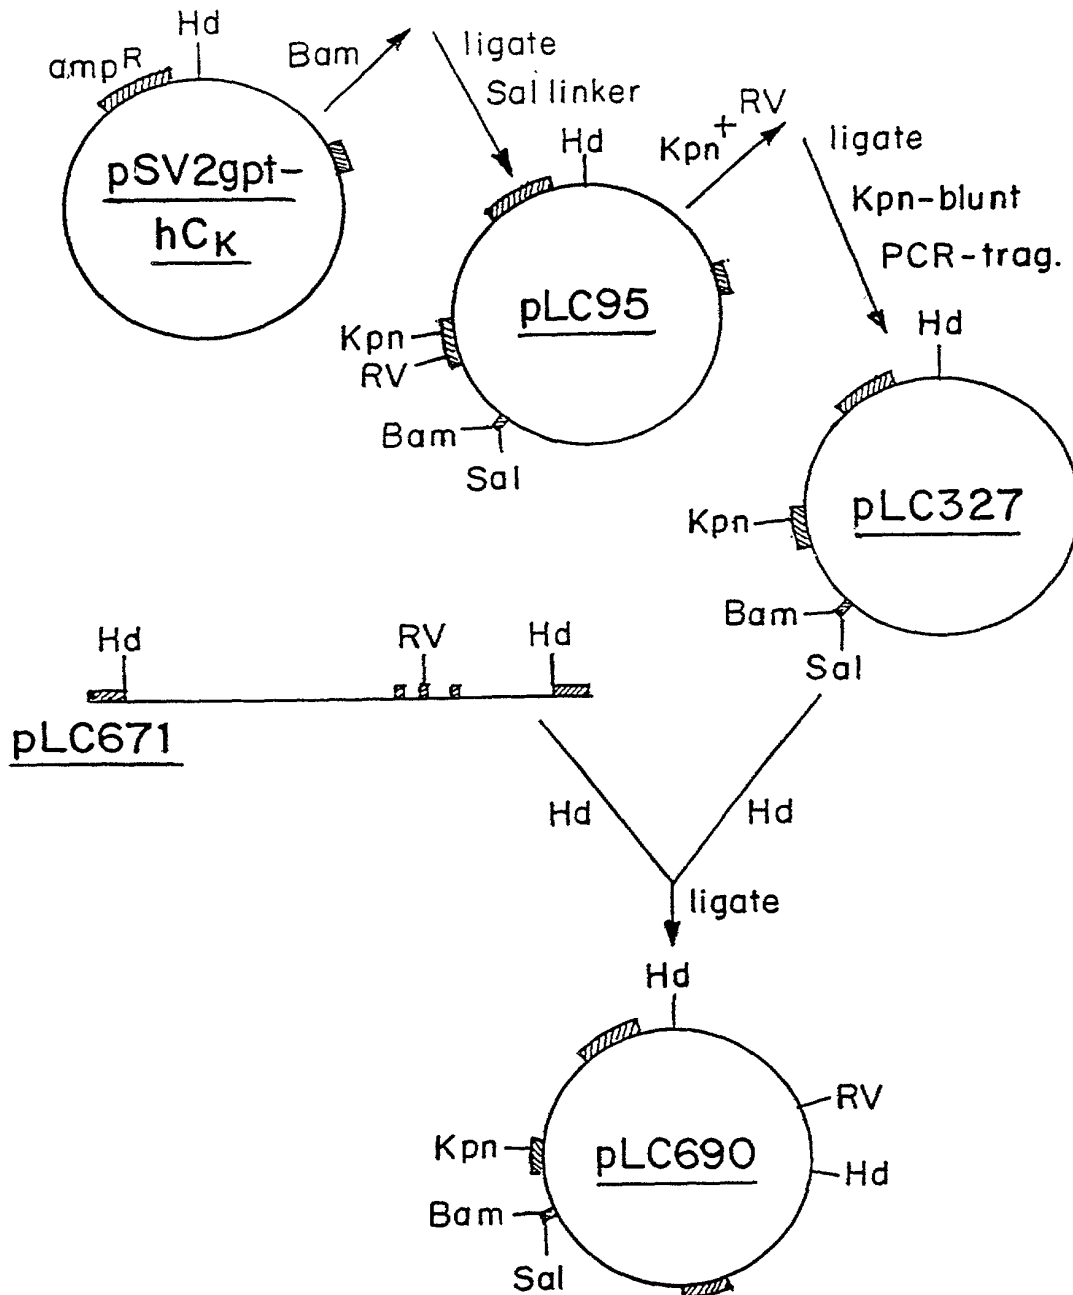 ampR
Hd
Bam
ligate
Sal linker
pSV2gpt-
hCK
Hd
Kpn + RV
ligate
Kpn-blunt
PCR-trag.
pLC95
Kpn
RV
Bam
Sal
Hd
pLC327
Kpn
Bam
Sal
Hd
RV
Hd
pLC671
Hd
Hd
ligate
Hd
RV
Hd
pLC690
Kpn
Bam
Sal